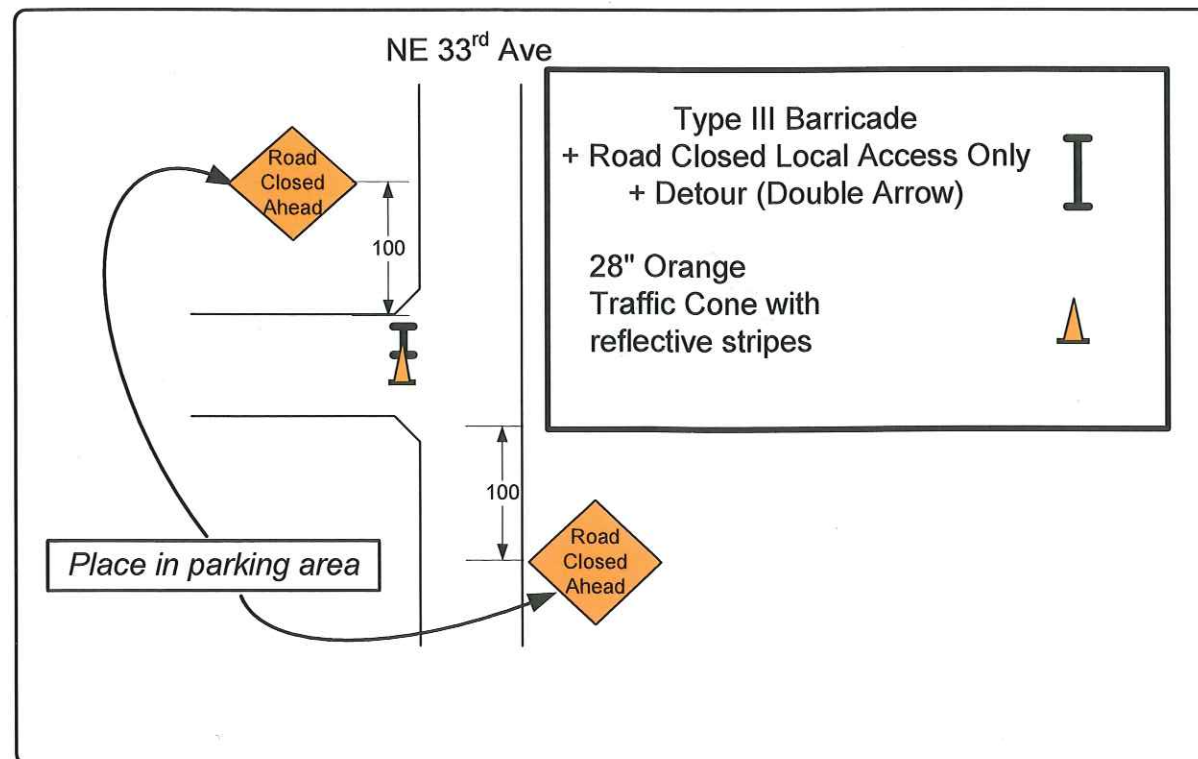 NE 33rd Ave
Road
Closed
Ahead
100
Type III Barricade
+ Road Closed Local Access Only
+ Detour (Double Arrow)
28" Orange
Traffic Cone with
reflective stripes
100
Place in parking area
Road
Closed
Ahead